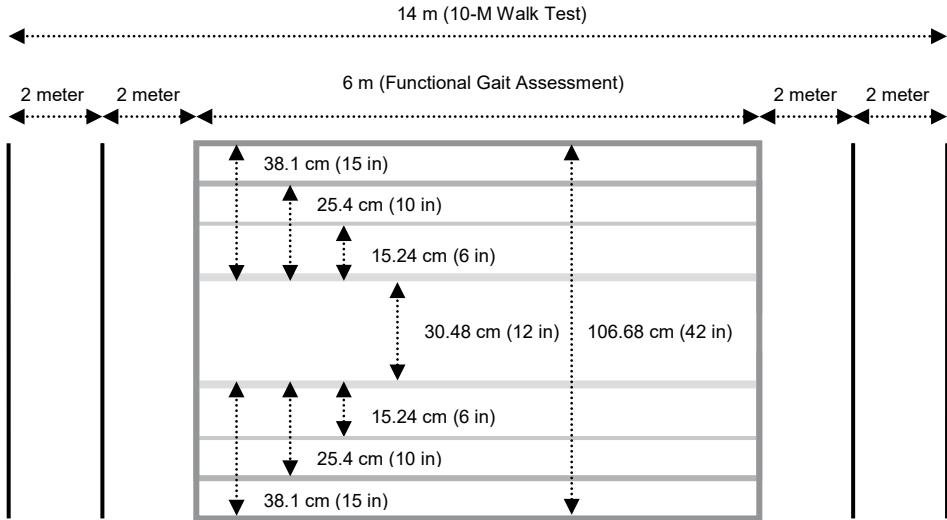 14 m (10-M Walk Test)
6 m (Functional Gait Assessment)
2 meter 2 meter 2 meter 2 meter
38.1 cm (15 in)
25.4 cm (10 in)
15.24 cm (6 in)
30.48 cm (12 in) 106.68 cm (42 in)
15.24 cm (6 in)
25.4 cm (10 in)
38.1 cm (15 in)